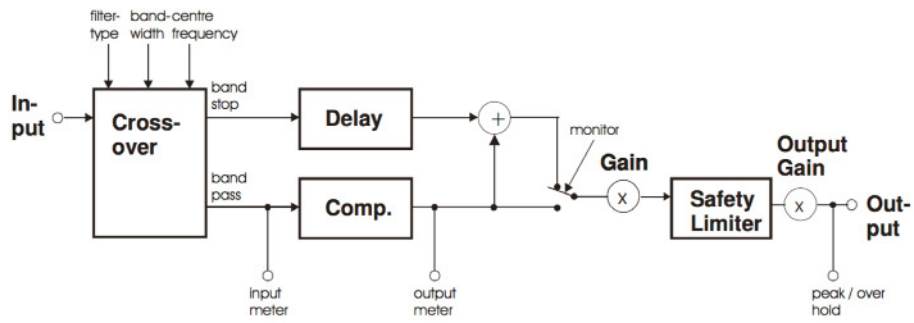 filter-
type
band-
width
centre
frequency
In-
put
Cross-
over
band
stop
Delay
+
monitor
Gain
Output
Gain
band
pass
Comp.
x
Safety
Limiter
x
Out-
put
input
meter
output
meter
peak / over
hold